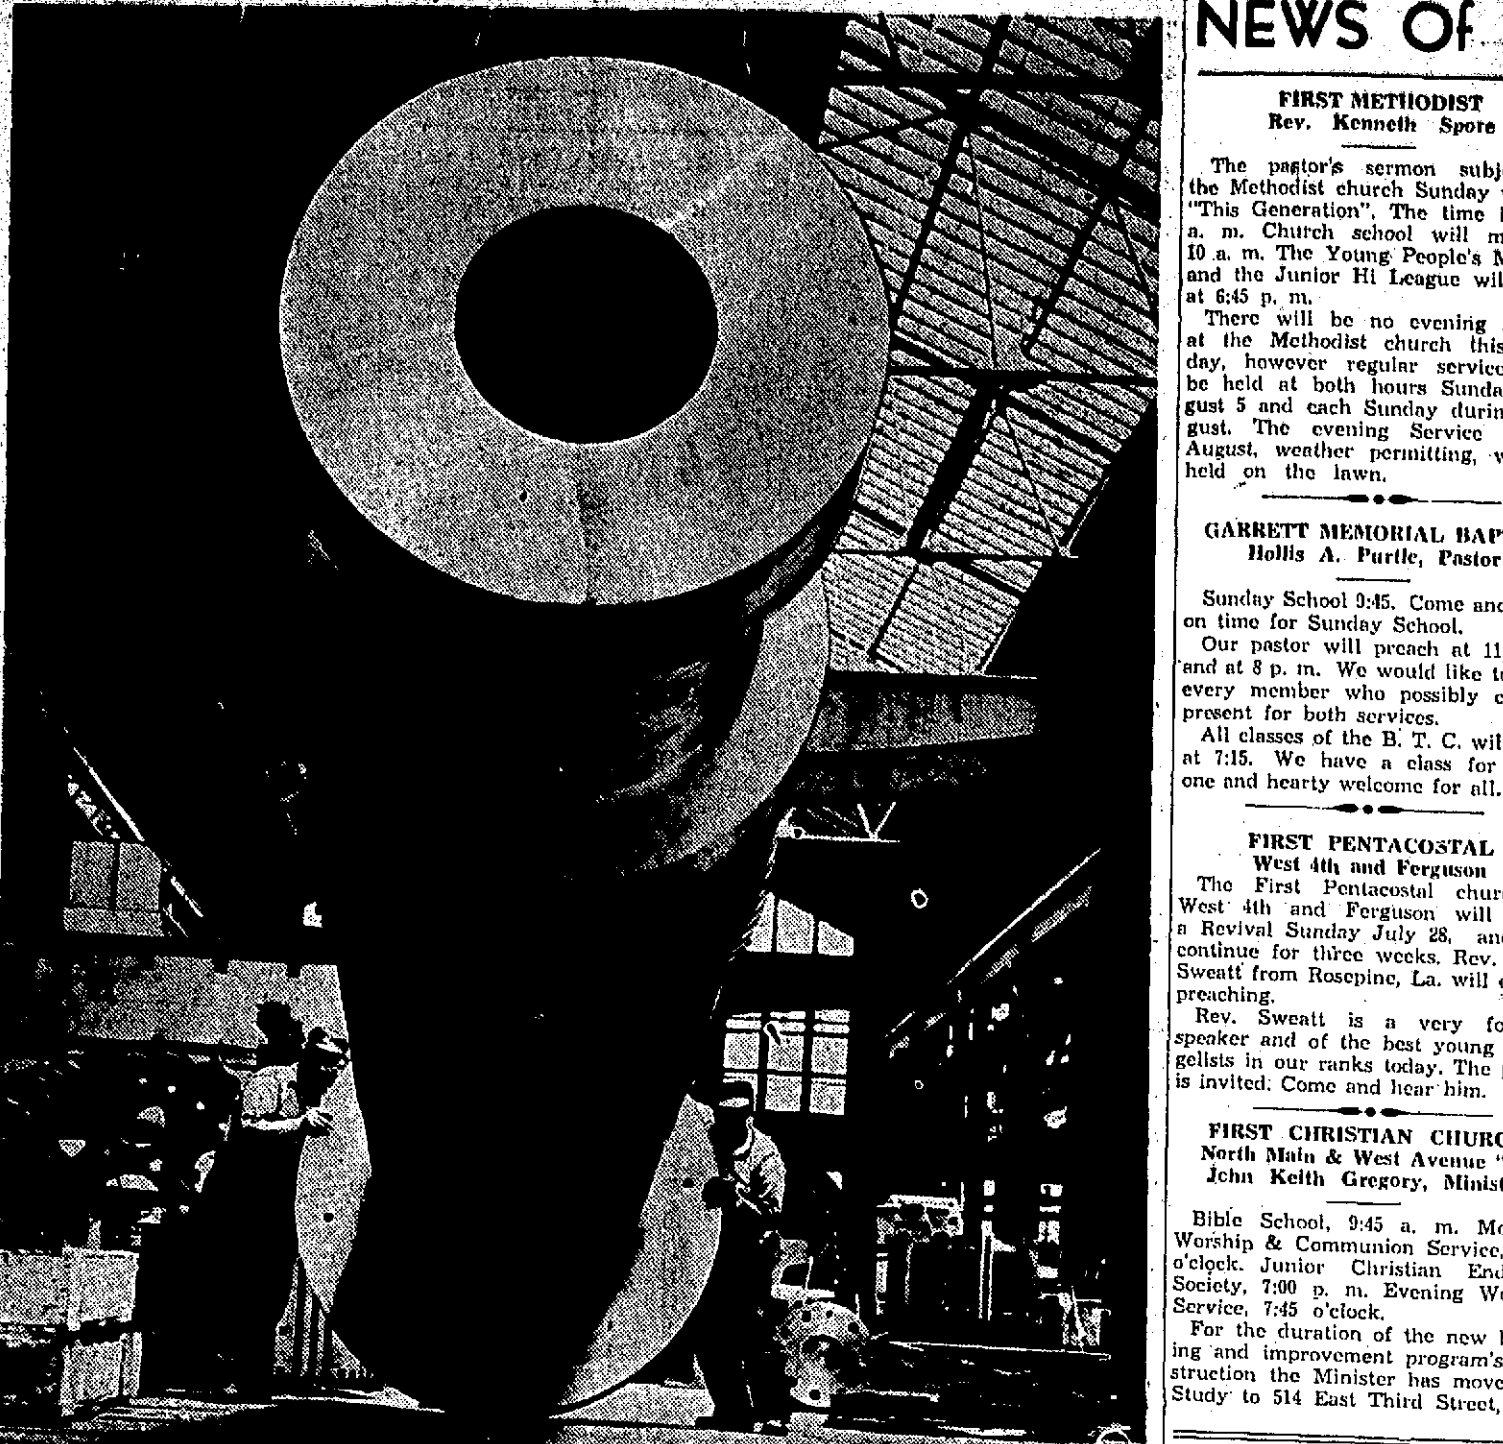 NEWS Of
FIRST METHODIST
Rev. Kenneth Spore
The pastor's sermon
the Methodist church Sunday
"This Generation". The time
a. m. Church school will
10 a. m. The Young People's
and the Junior Hi League
at 6:45 p. m.
There will be no evening
at the Methodist church this
day, however regular
be held at both hours
gust 5 and each Sunday
gust. The evening Service
August, weather permitting,
held on the lawn.
GARRETT MEMORIAL
Hollis A. Purtle, Pastor
Sunday School 9:45. Come and
on time for Sunday School.
Our pastor will preach at 11
and at 8 p. m. We would like
every member who possibly
present for both services.
All classes of the B. T. C.
at 7:15. We have a class for
one and hearty welcome for all.
FIRST PENTACOSTAL
West 4th and Ferguson
The First Pentacostal
West 4th and Ferguson will
a Revival Sunday July 28,
continue for three weeks. Rev.
Sweatt from Rosepine, La. will
preaching.
Rev. Sweatt is a very
speaker and of the best young
gelists in our ranks today. The
is invited. Come and hear him.
FIRST CHRISTIAN
North Main & West Avenue
John Keith Gregory,
Bible School, 9:45 a. m.
Worship & Communion Service,
o'clock. Junior Christian
Society, 7:00 p. m. Evening
Service, 7:45 o'clock.
For the duration of the new
ing and improvement program's
struction the Minister has
Study to 514 East Third Street,